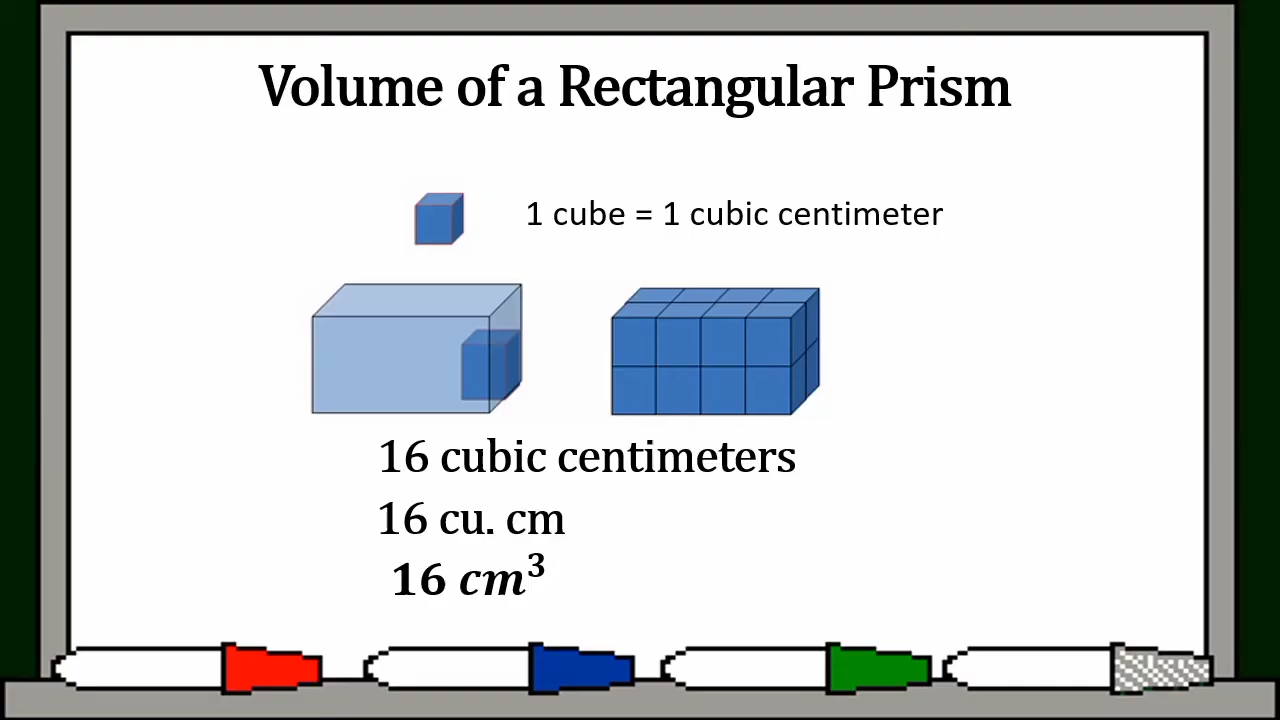 Volume of a Rectangular Prism
1 cube = 1 cubic centimeter
16 cubic centimeters
16 cu. cm
16 cm³